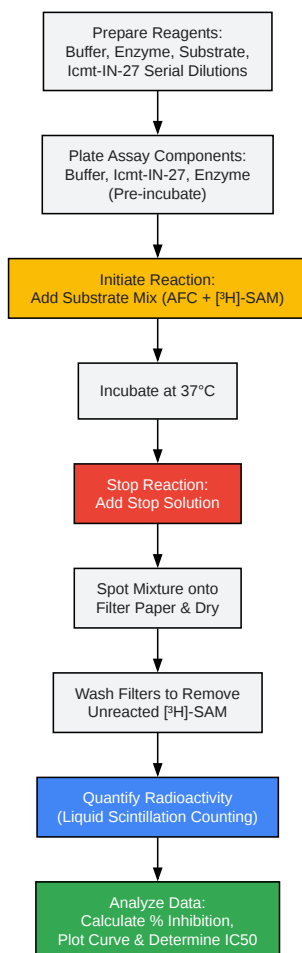 Prepare Reagents:
Buffer, Enzyme, Substrate,
Icmt-IN-27 Serial Dilutions
Plate Assay Components:
Buffer, Icmt-IN-27, Enzyme
(Pre-incubate)
Initiate Reaction:
Add Substrate Mix (AFC + [³H]-SAM)
Incubate at 37°C
Stop Reaction:
Add Stop Solution
Spot Mixture onto
Filter Paper & Dry
Wash Filters to Remove
Unreacted [³H]-SAM
Quantify Radioactivity
(Liquid Scintillation Counting)
Analyze Data:
Calculate % Inhibition,
Plot Curve & Determine IC50